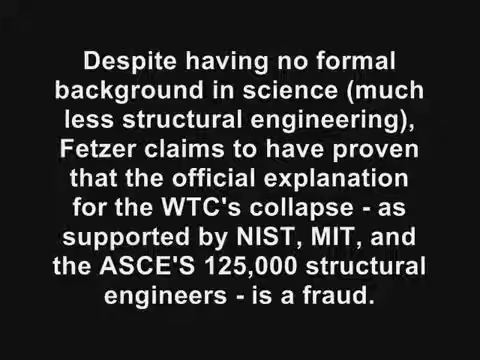 Despite having no formal
background in science (much
less structural engineering),
Fetzer claims to have proven
that the official explanation
for the WTC's collapse - as
supported by NIST, MIT, and
the ASCE'S 125,000 structural
engineers - is a fraud.